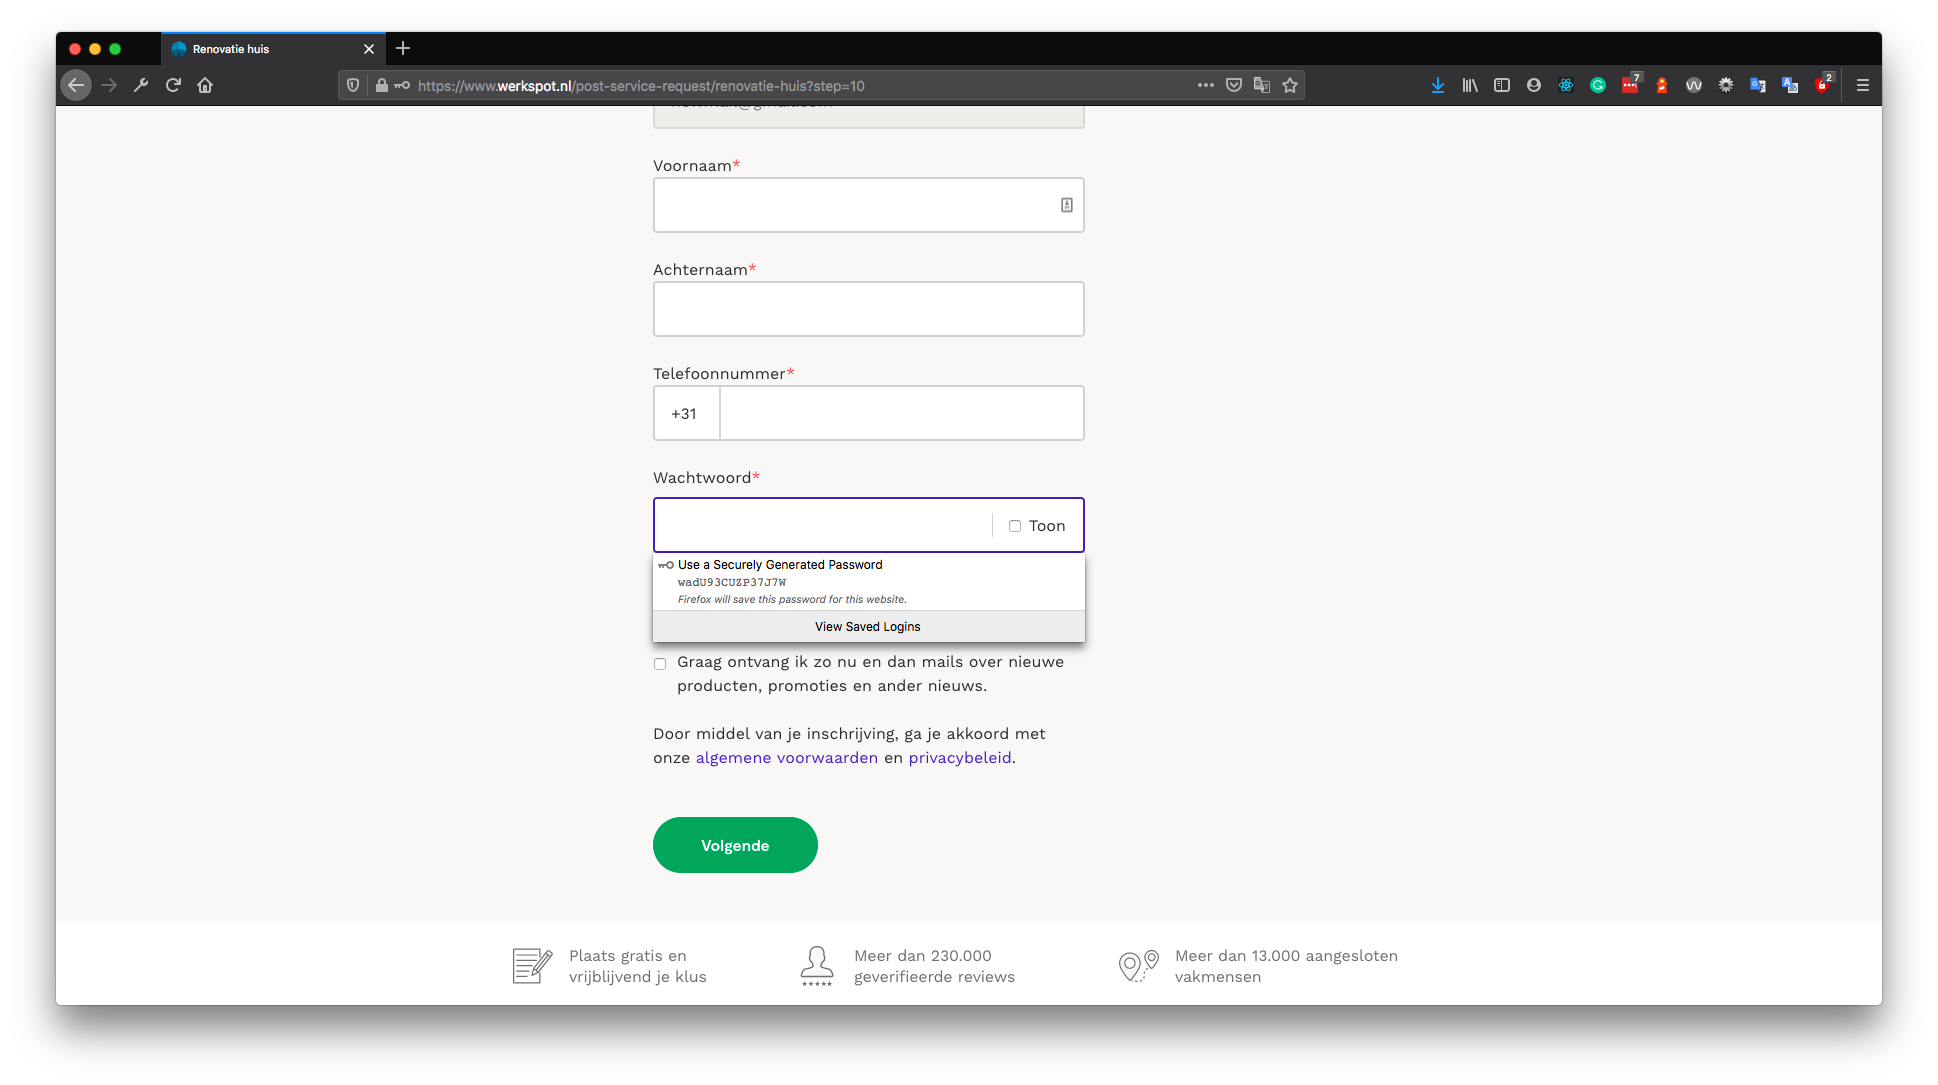 Renovatie huis
https://www.werkspot.nl/post-service-request/renovatie-huis?step=10
7
2
Voornaam*
Achternaam*
Telefoonnummer*
+31
Wachtwoord*
Toon
Use a Securely Generated Password
wadU93CUZP37J7W
Firefox will save this password for this website.
View Saved Logins
Graag ontvang ik zo nu en dan mails over nieuwe
producten, promoties en ander nieuws.
Door middel van je inschrijving, ga je akkoord met
onze algemene voorwaarden en privacybeleid.
Volgende
Plaats gratis en
vrijblijvend je klus
Meer dan 230.000
geverifieerde reviews
Meer dan 13.000 aangesloten
vakmensen